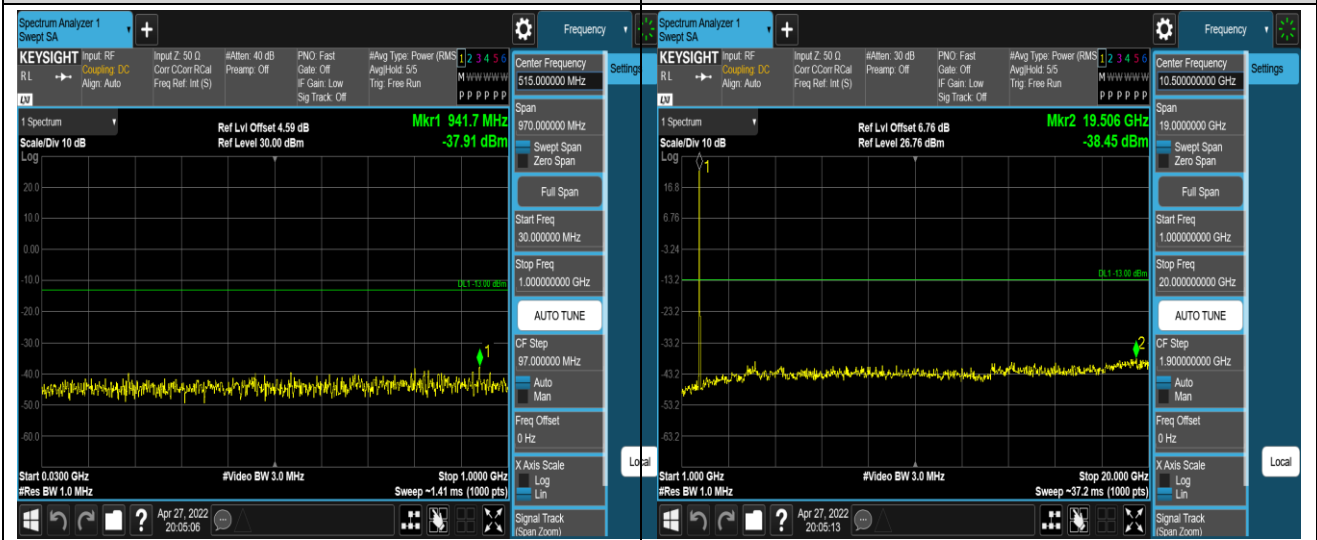 Spectrum Analyzer 1
Swept SA
+
Frequency
KEYSIGHT
RL
LXI
Input: RF
Coupling: DC
Align: Auto
Input Z: 50 Ω
Corr CCorr RCal
Freq Ref: Int (S)
#Atten: 40 dB
Preamp: Off
PNO: Fast
Gate: Off
IF Gain: Low
Sig Track: Off
#Avg Type: Power (RMS
Avg|Hold: 5/5
Trig: Free Run
1 2 3 4 5 6
M W W W W W
P P P P P P
Center Frequency
515.000000 MHz
Settings
1 Spectrum
Scale/Div 10 dB
Log
Ref Lvl Offset 4.59 dB
Ref Level 30.00 dBm
Mkr1 941.7 MHz
-37.91 dBm
20.0
10.0
0.00
-10.0
-20.0
-30.0
-40.0
-50.0
-60.0
DL1 -13.00 dBm
1
Start 0.0300 GHz
#Res BW 1.0 MHz
#Video BW 3.0 MHz
Stop 1.0000 GHz
Sweep ~1.41 ms (1000 pts)
Span
970.000000 MHz
Swept Span
Zero Span
Full Span
Start Freq
30.000000 MHz
Stop Freq
1.000000000 GHz
AUTO TUNE
CF Step
97.000000 MHz
Auto
Man
Freq Offset
0 Hz
X Axis Scale
Log
Lin
Signal Track
(Span Zoom)
Local
?
Apr 27, 2022
20:05:06
Spectrum Analyzer 1
Swept SA
+
Frequency
KEYSIGHT
RL
LXI
Input: RF
Coupling: DC
Align: Auto
Input Z: 50 Ω
Corr CCorr RCal
Freq Ref: Int (S)
#Atten: 30 dB
Preamp: Off
PNO: Fast
Gate: Off
IF Gain: Low
Sig Track: Off
#Avg Type: Power (RMS
Avg|Hold: 5/5
Trig: Free Run
1 2 3 4 5 6
M W W W W W
P P P P P P
Center Frequency
10.500000000 GHz
Settings
1 Spectrum
Scale/Div 10 dB
Log
Ref Lvl Offset 6.76 dB
Ref Level 26.76 dBm
Mkr2 19.506 GHz
-38.45 dBm
1
16.8
6.76
-3.24
-13.2
-23.2
-33.2
-43.2
-53.2
-63.2
DL1 -13.00 dBm
2
Start 1.000 GHz
#Res BW 1.0 MHz
#Video BW 3.0 MHz
Stop 20.000 GHz
Sweep ~37.2 ms (1000 pts)
Span
19.0000000 GHz
Swept Span
Zero Span
Full Span
Start Freq
1.000000000 GHz
Stop Freq
20.000000000 GHz
AUTO TUNE
CF Step
1.900000000 GHz
Auto
Man
Freq Offset
0 Hz
X Axis Scale
Log
Lin
Signal Track
(Span Zoom)
Local
?
Apr 27, 2022
20:05:13